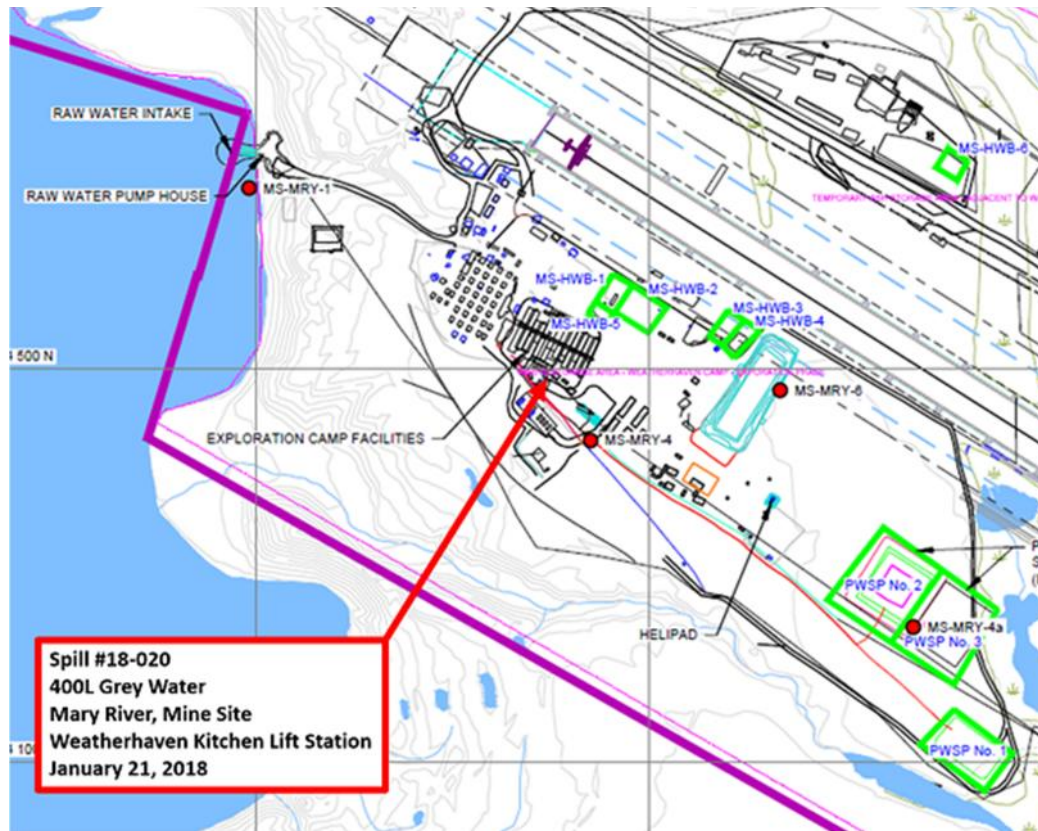 RAW WATER INTAKE
RAW WATER PUMP HOUSE
MS-MRY-1
MS-HWB-6
MS-HWB-1
MS-HWB-2
MS-HWB-5
MS-HWB-3
MS-HWB-4
500 N
MS-MRY-6
EXPLORATION CAMP FACILITIES
MS-MRY-4
PWSP No. 2
HELIPAD
MS-MRY-4a
PWSP No. 3
PWSP No. 1
Spill #18-020
400L Grey Water
Mary River, Mine Site
Weatherhaven Kitchen Lift Station
January 21, 2018